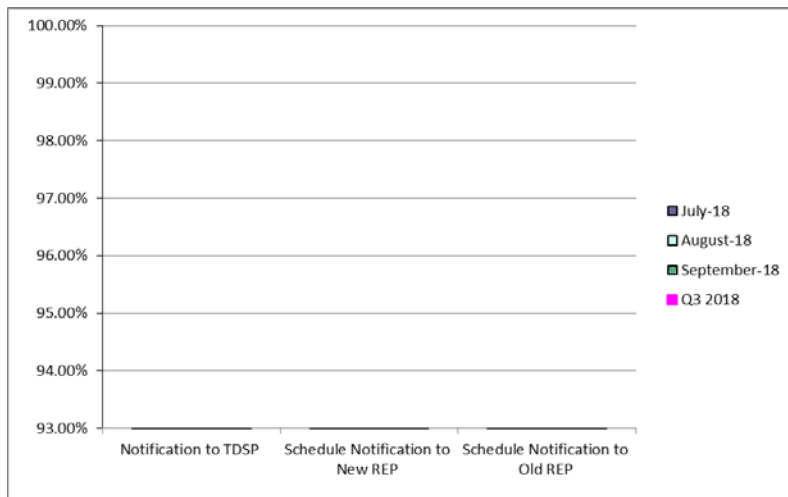 100.00%
99.00%
98.00%
97.00%
96.00%
95.00%
94.00%
93.00%
Notification to TDSP
Schedule Notification to
New REP
Schedule Notification to
Old REP
July-18
August-18
September-18
Q3 2018